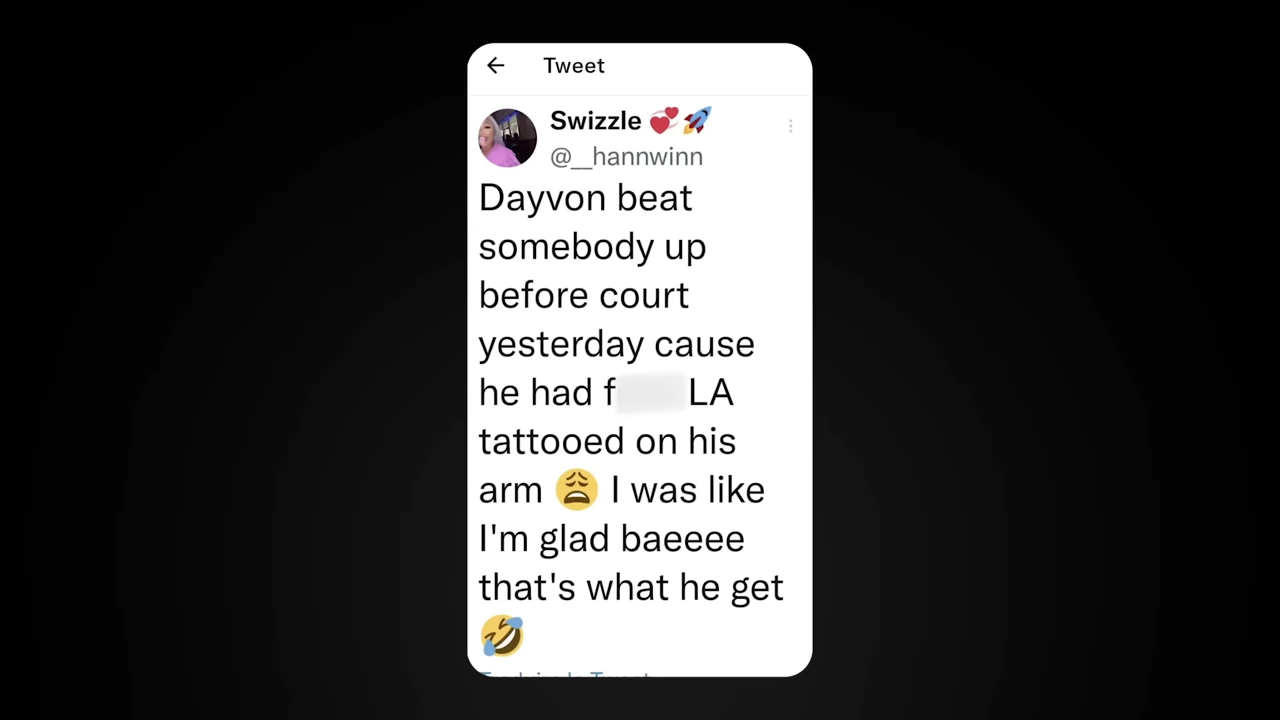 Tweet
Swizzle 💞🚀
@__hannwinn
Dayvon beat
somebody up
before court
yesterday cause
he had f LA
tattooed on his
arm 😩 I was like
I'm glad baeeee
that's what he get
🤣